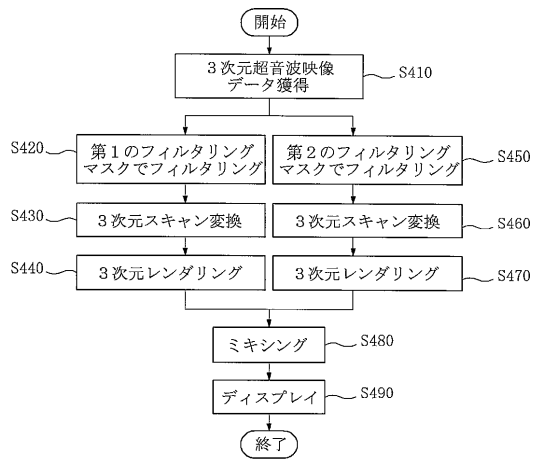 開始
3次元超音波映像
データ獲得
S410
S420
第1のフィルタリング
マスクでフィルタリング
第2のフィルタリング
マスクでフィルタリング
S450
S430
3次元スキャン変換
3次元スキャン変換
S460
S440
3次元レンダリング
3次元レンダリング
S470
ミキシング
S480
ディスプレイ
S490
終了